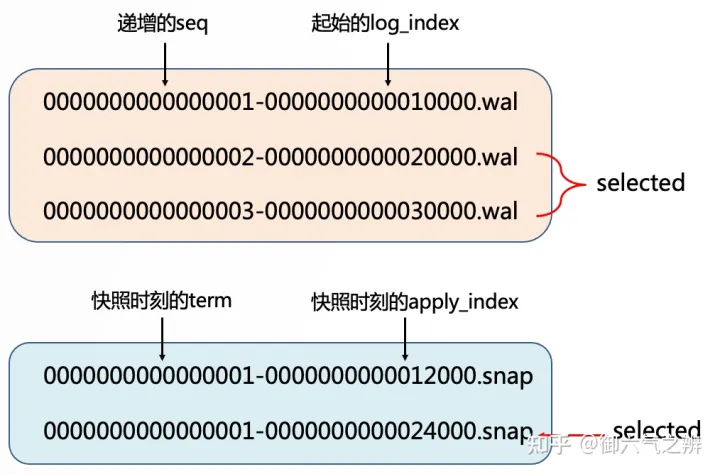 递增的seq 起始的log_index
0000000000000001-0000000000010000.wal
0000000000000002-0000000000020000.wal
selected
0000000000000003-0000000000030000.wal
快照时刻的term 快照时刻的apply_index
0000000000000001-0000000000012000.snap
0000000000000001-0000000000024000.snap selected
知乎 @御六气之辨